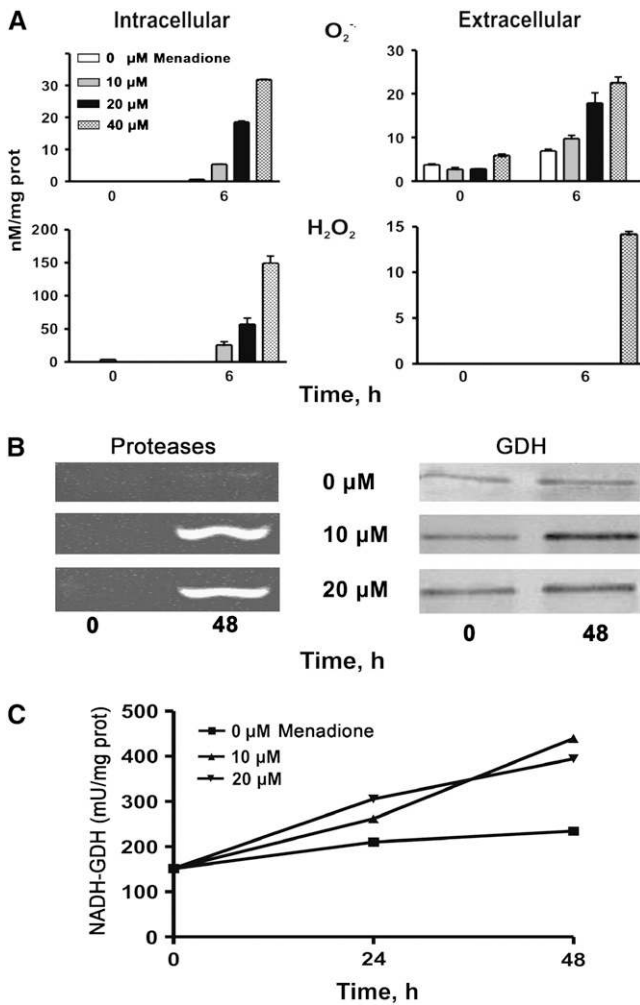 A
Intracellular
Extracellular
O₂⁻·
0 µM Menadione
10 µM
20 µM
40 µM
30
20
10
0
0
6
30
20
10
0
0
6
nM/mg prot
H₂O₂
200
150
100
50
0
0
6
15
10
5
0
0
6
Time, h
B
Proteases
GDH
0 µM
10 µM
20 µM
0
48
0
48
Time, h
C
NADH-GDH (mU/mg prot)
500
400
300
200
100
0
0 µM Menadione
10 µM
20 µM
0
24
48
Time, h